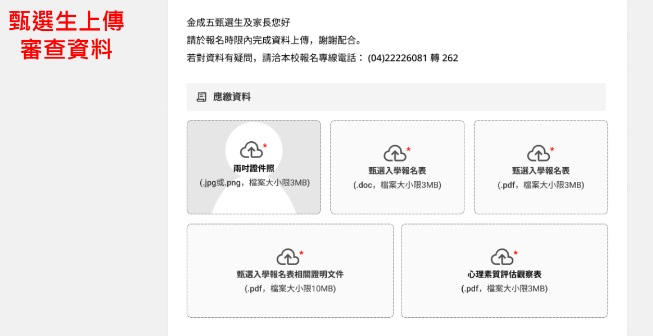 甄選生上傳
審查資料
金成五甄選生及家長您好
請於報名時限內完成資料上傳，謝謝配合。
若對資料有疑問，請洽本校報名專線電話： (04)22226081 轉 262
應繳資料
*
兩吋證件照
(.jpg或.png，檔案大小限3MB)
*
甄選入學報名表
(.doc，檔案大小限3MB)
*
甄選入學報名表
(.pdf，檔案大小限3MB)
*
甄選入學報名表相關證明文件
(.pdf，檔案大小限10MB)
*
心理素質評估觀察表
(.pdf，檔案大小限3MB)